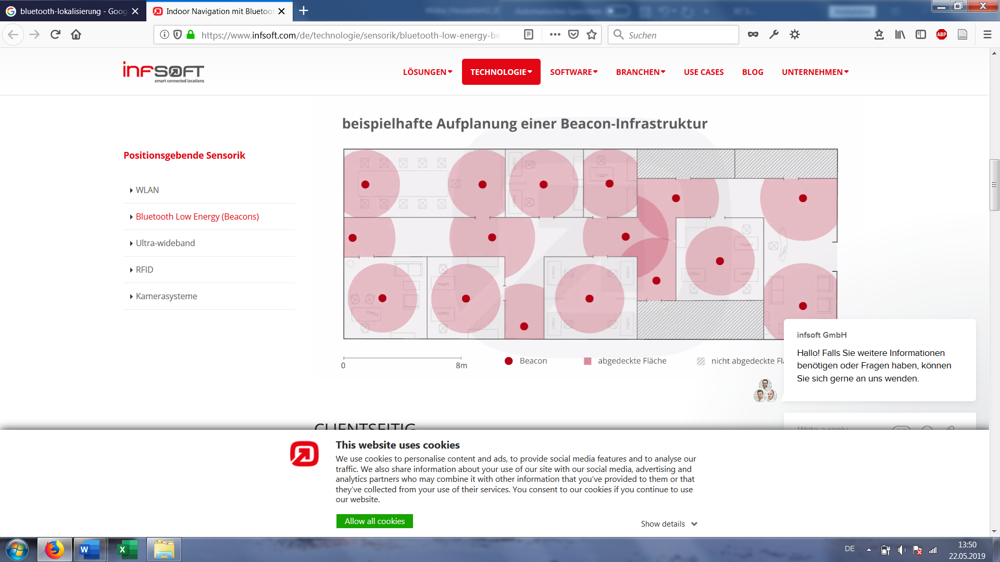 bluetooth-lokalisierung - Goog
Indoor Navigation mit Bluetoot
https://www.infsoft.com/de/technologie/sensorik/bluetooth-low-energy-be
Suchen
ABP
infsoft
smart connected locations
LÖSUNGEN
TECHNOLOGIE
SOFTWARE
BRANCHEN
USE CASES
BLOG
UNTERNEHMEN
beispielhafte Aufplanung einer Beacon-Infrastruktur
Positionsgebende Sensorik
WLAN
Bluetooth Low Energy (Beacons)
Ultra-wideband
RFID
Kamerasysteme
0
8m
Beacon
abgedeckte Fläche
nicht abgedeckte Flä
infsoft GmbH
Hallo! Falls Sie weitere Informationen
benötigen oder Fragen haben, können
Sie sich gerne an uns wenden.
Write a reply
CLIENTSEITIG
This website uses cookies
We use cookies to personalise content and ads, to provide social media features and to analyse our
traffic. We also share information about your use of our site with our social media, advertising and
analytics partners who may combine it with other information that you've provided to them or that
they've collected from your use of their services. You consent to our cookies if you continue to use
our website.
Allow all cookies
Show details
DE
13:50
22.05.2019